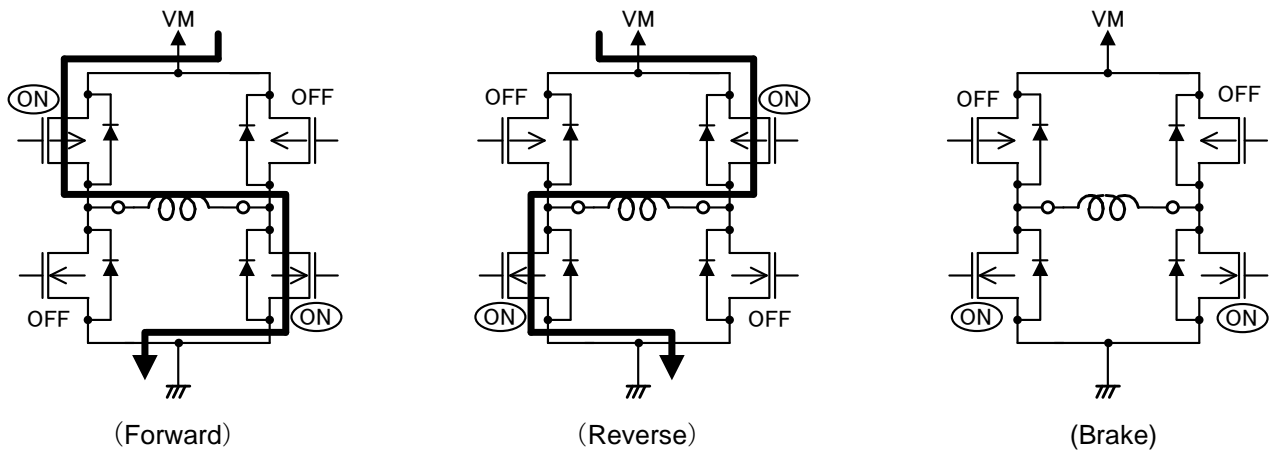 VM
ON
OFF
OFF
ON
（Forward）
VM
OFF
ON
ON
OFF
（Reverse）
VM
OFF
OFF
ON
ON
(Brake)